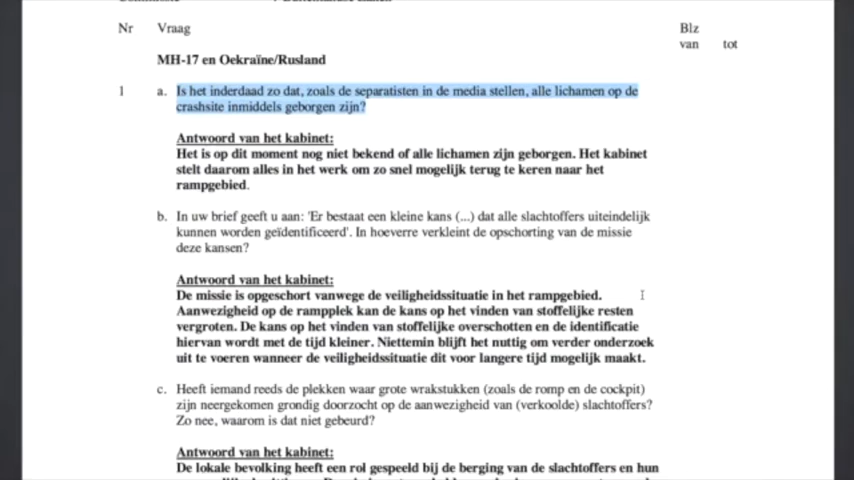 Nr Vraag Blz
van tot
MH-17 en Oekraïne/Rusland
1 a. Is het inderdaad zo dat, zoals de separatisten in de media stellen, alle lichamen op de
crashsite inmiddels geborgen zijn?
Antwoord van het kabinet:
Het is op dit moment nog niet bekend of alle lichamen zijn geborgen. Het kabinet
stelt daarom alles in het werk om zo snel mogelijk terug te keren naar het
rampgebied.
b. In uw brief geeft u aan: 'Er bestaat een kleine kans (...) dat alle slachtoffers uiteindelijk
kunnen worden geïdentificeerd'. In hoeverre verkleint de opschorting van de missie
deze kansen?
Antwoord van het kabinet:
De missie is opgeschort vanwege de veiligheidssituatie in het rampgebied.
Aanwezigheid op de rampplek kan de kans op het vinden van stoffelijke resten
vergroten. De kans op het vinden van stoffelijke overschotten en de identificatie
hiervan wordt met de tijd kleiner. Niettemin blijft het nuttig om verder onderzoek
uit te voeren wanneer de veiligheidssituatie dit voor langere tijd mogelijk maakt.
c. Heeft iemand reeds de plekken waar grote wrakstukken (zoals de romp en de cockpit)
zijn neergekomen grondig doorzocht op de aanwezigheid van (verkoolde) slachtoffers?
Zo nee, waarom is dat niet gebeurd?
Antwoord van het kabinet:
De lokale bevolking heeft een rol gespeeld bij de berging van de slachtoffers en hun